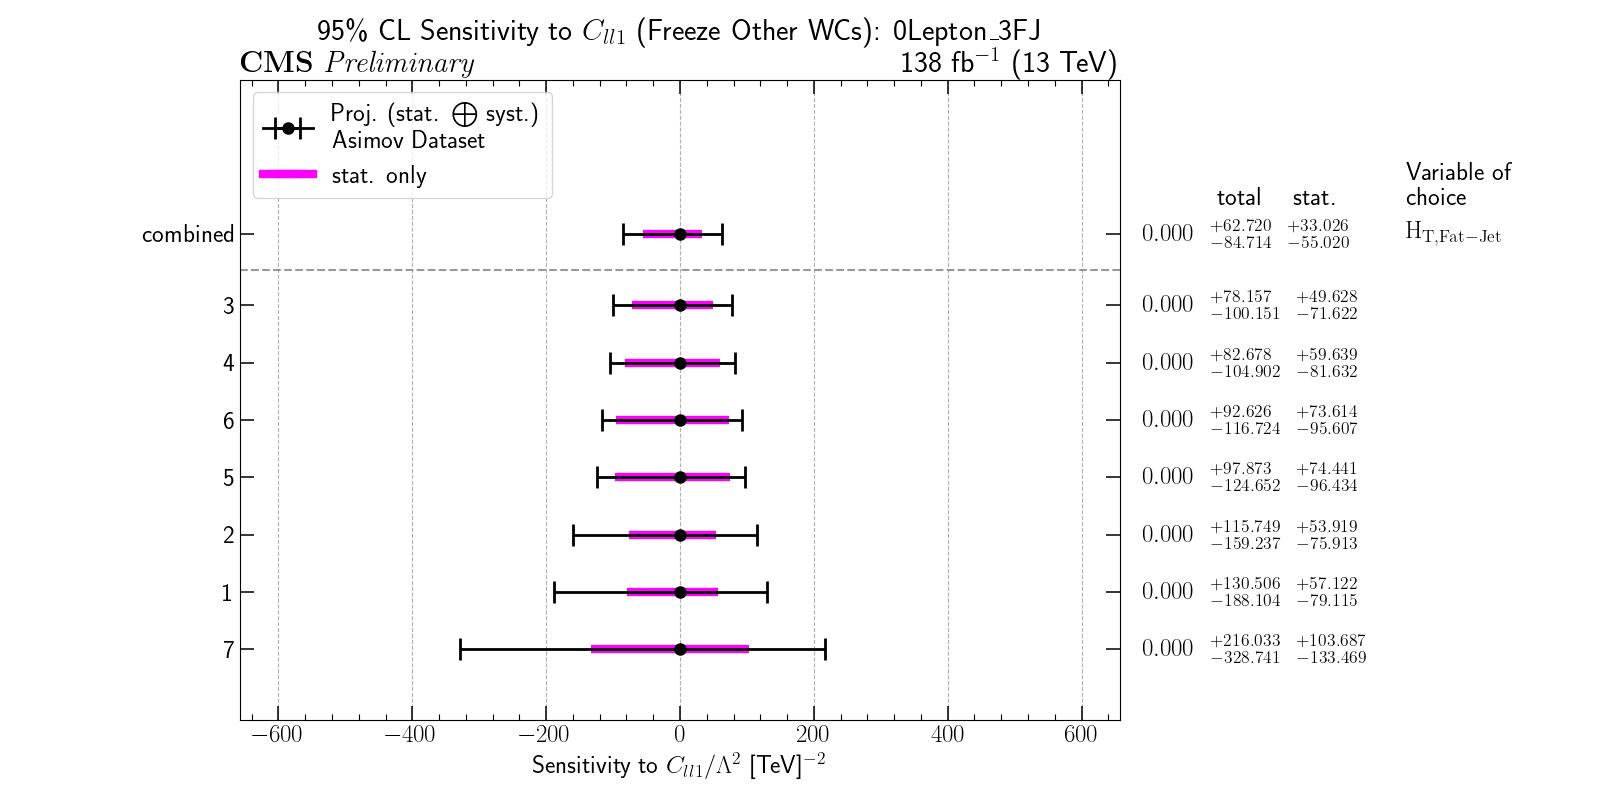 95% CL Sensitivity to C_{ll1} (Freeze Other WCs): 0Lepton_3FJ
CMS Preliminary 138 fb^{−1} (13 TeV)
Proj. (stat. ⨁ syst.)
Asimov Dataset
stat. only
Variable of
total stat. choice
combined 0.000 +62.720 −84.714 +33.026 −55.020 H_{T,Fat−Jet}
3 0.000 +78.157 −100.151 +49.628 −71.622
4 0.000 +82.678 −104.902 +59.639 −81.632
6 0.000 +92.626 −116.724 +73.614 −95.607
5 0.000 +97.873 −124.652 +74.441 −96.434
2 0.000 +115.749 −159.237 +53.919 −75.913
1 0.000 +130.506 −188.104 +57.122 −79.115
7 0.000 +216.033 −328.741 +103.687 −133.469
−600 −400 −200 0 200 400 600
Sensitivity to C_{ll1}/Λ^2 [TeV]^{−2}